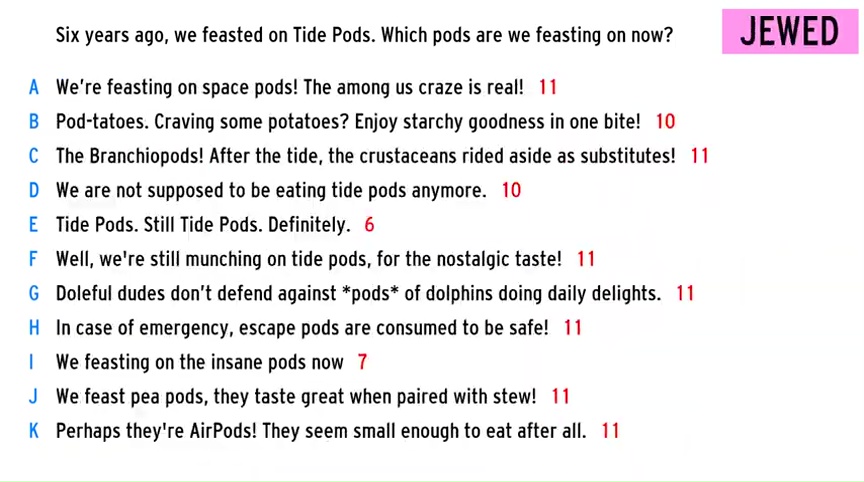 Six years ago, we feasted on Tide Pods. Which pods are we feasting on now?
JEWED
A We're feasting on space pods! The among us craze is real! 11
B Pod-tatoes. Craving some potatoes? Enjoy starchy goodness in one bite! 10
C The Branchiopods! After the tide, the crustaceans rided aside as substitutes! 11
D We are not supposed to be eating tide pods anymore. 10
E Tide Pods. Still Tide Pods. Definitely. 6
F Well, we're still munching on tide pods, for the nostalgic taste! 11
G Doleful dudes don't defend against *pods* of dolphins doing daily delights. 11
H In case of emergency, escape pods are consumed to be safe! 11
I We feasting on the insane pods now 7
J We feast pea pods, they taste great when paired with stew! 11
K Perhaps they're AirPods! They seem small enough to eat after all. 11